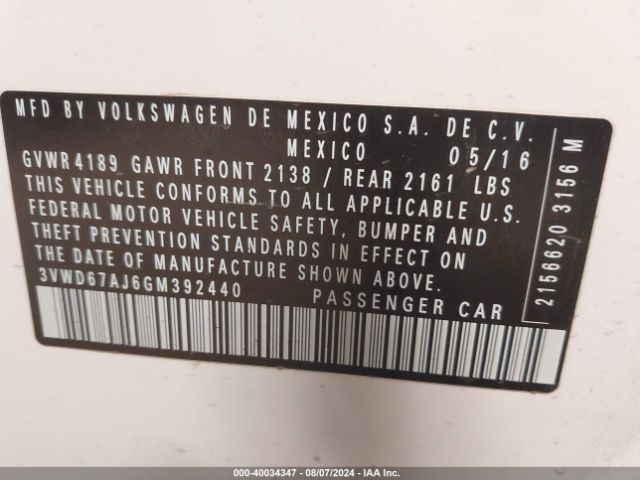 MFD BY VOLKSWAGEN DE MEXICO S.A. DE C.V.
MEXICO 05/16
GVWR 4189 GAWR FRONT 2138 / REAR 2161 LBS
THIS VEHICLE CONFORMS TO ALL APPLICABLE U.S.
FEDERAL MOTOR VEHICLE SAFETY, BUMPER AND
THEFT PREVENTION STANDARDS IN EFFECT ON
THE DATE OF MANUFACTURE SHOWN ABOVE.
3VWD67AJ6GM392440 PASSENGER CAR
2156620 3156 M
000-40034347 - 08/07/2024 - IAAI.com